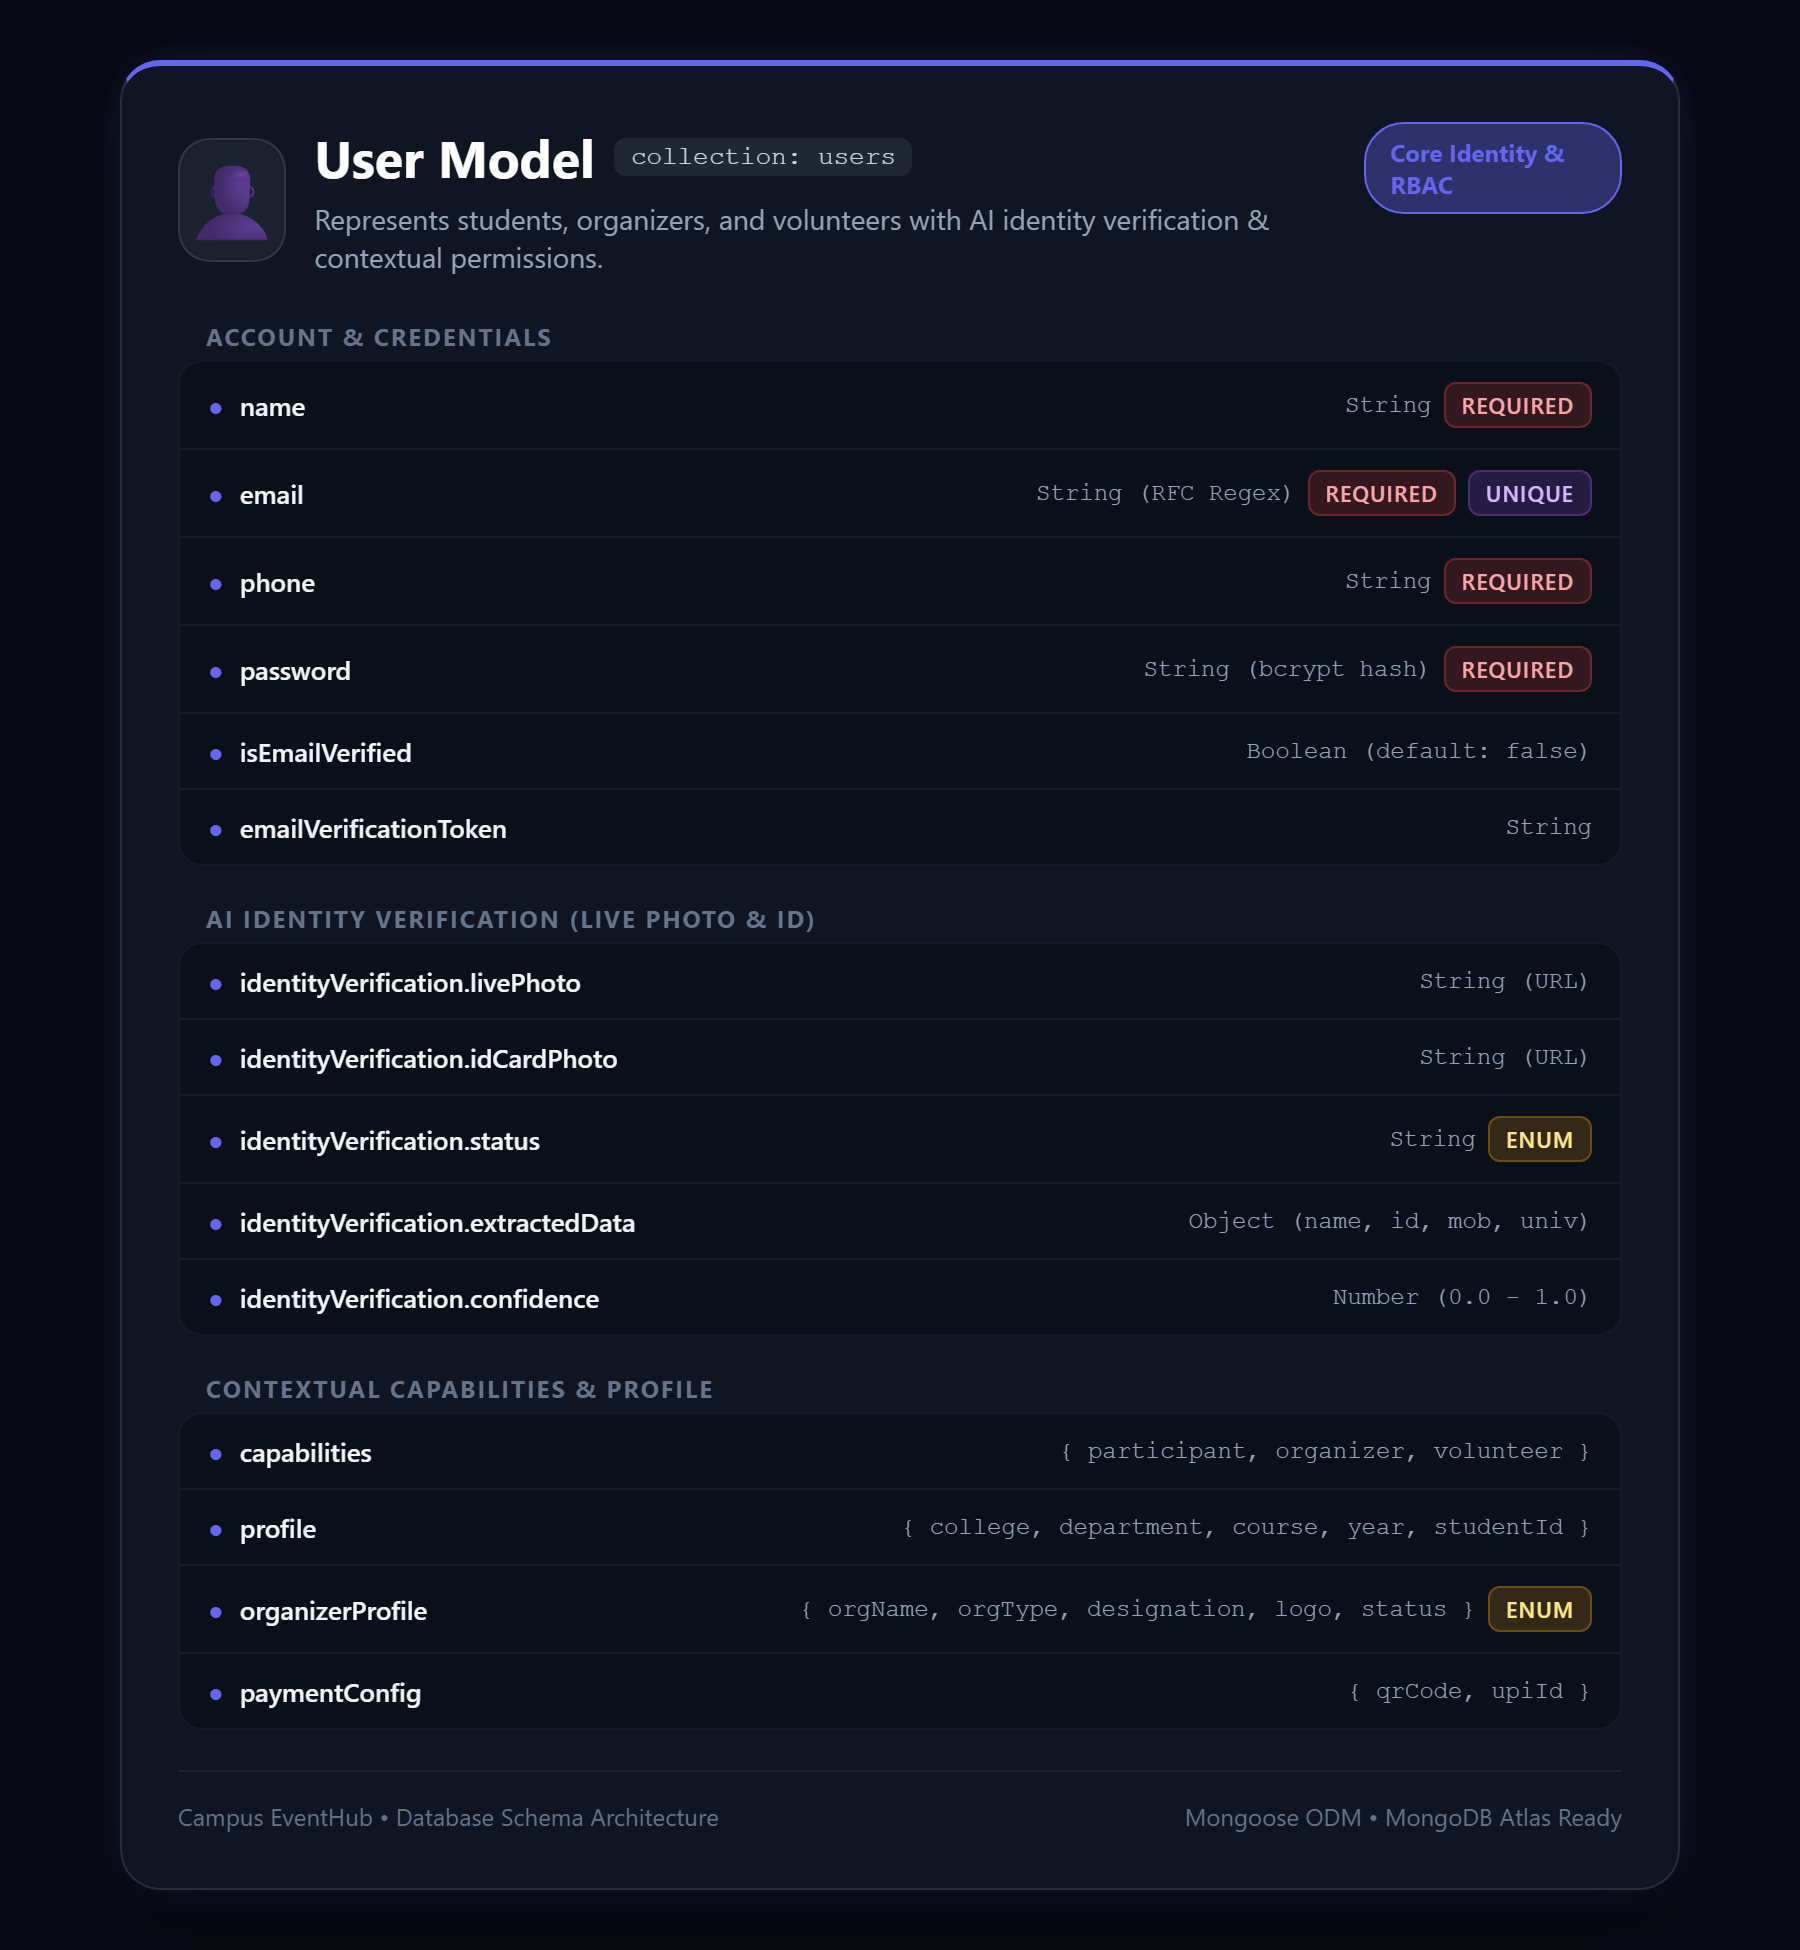 User Model collection: users
Core Identity &
RBAC
Represents students, organizers, and volunteers with AI identity verification &
contextual permissions.
ACCOUNT & CREDENTIALS
name String REQUIRED
email String (RFC Regex) REQUIRED UNIQUE
phone String REQUIRED
password String (bcrypt hash) REQUIRED
isEmailVerified Boolean (default: false)
emailVerificationToken String
AI IDENTITY VERIFICATION (LIVE PHOTO & ID)
identityVerification.livePhoto String (URL)
identityVerification.idCardPhoto String (URL)
identityVerification.status String ENUM
identityVerification.extractedData Object (name, id, mob, univ)
identityVerification.confidence Number (0.0 - 1.0)
CONTEXTUAL CAPABILITIES & PROFILE
capabilities { participant, organizer, volunteer }
profile { college, department, course, year, studentId }
organizerProfile { orgName, orgType, designation, logo, status } ENUM
paymentConfig { qrCode, upiId }
Campus EventHub • Database Schema Architecture
Mongoose ODM • MongoDB Atlas Ready